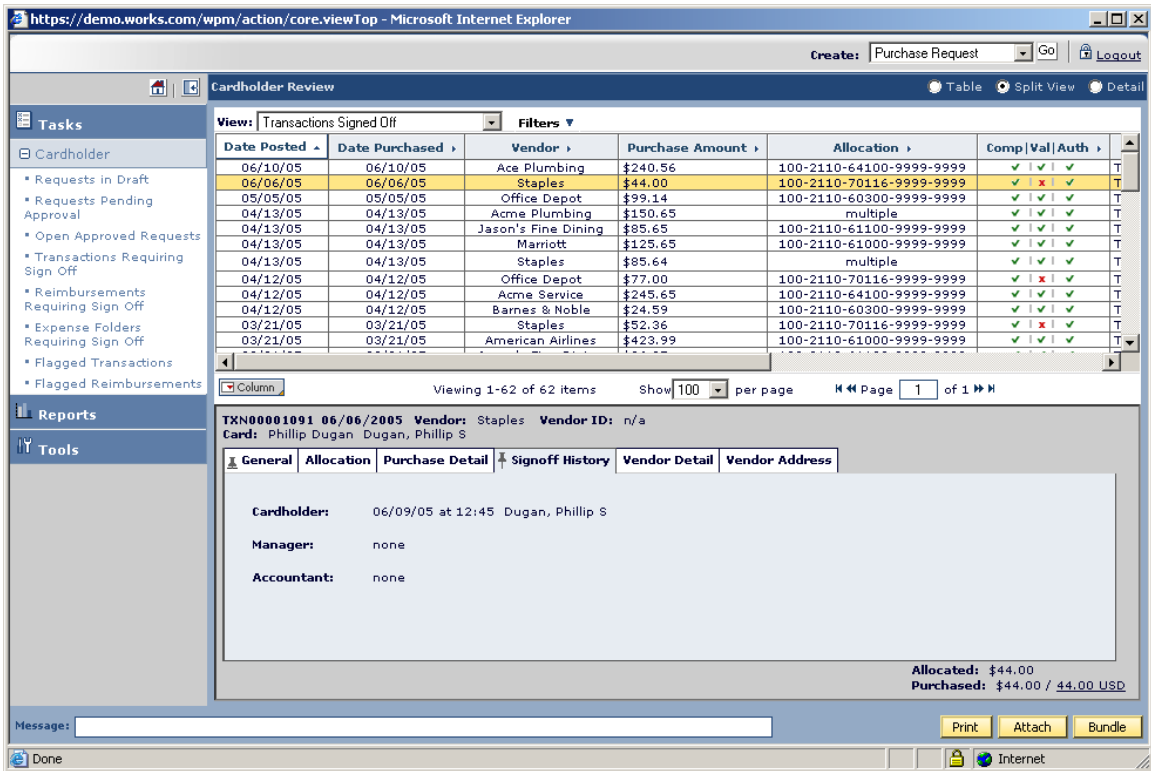 https://demo.works.com/wpm/action/core.viewTop - Microsoft Internet Explorer
Create: Purchase Request Go Logout
Cardholder Review Table Split View Detail
Tasks
Cardholder
Requests in Draft
Requests Pending
Approval
Open Approved Requests
Transactions Requiring
Sign Off
Reimbursements
Requiring Sign Off
Expense Folders
Requiring Sign Off
Flagged Transactions
Flagged Reimbursements
Reports
Tools
View: Transactions Signed Off Filters
Date Posted Date Purchased Vendor Purchase Amount Allocation Comp|Val|Auth
06/10/05 06/10/05 Ace Plumbing $240.56 100-2110-64100-9999-9999 T
06/06/05 06/06/05 Staples $44.00 100-2110-70116-9999-9999 T
05/05/05 05/05/05 Office Depot $99.14 100-2110-60300-9999-9999 T
04/13/05 04/13/05 Acme Plumbing $150.65 multiple T
04/13/05 04/13/05 Jason's Fine Dining $85.65 100-2110-61100-9999-9999 T
04/13/05 04/13/05 Marriott $125.65 100-2110-61000-9999-9999 T
04/13/05 04/13/05 Staples $85.64 multiple T
04/12/05 04/12/05 Office Depot $77.00 100-2110-70116-9999-9999 T
04/12/05 04/12/05 Acme Service $245.65 100-2110-64100-9999-9999 T
04/12/05 04/12/05 Barnes & Noble $24.59 100-2110-60300-9999-9999 T
03/21/05 03/21/05 Staples $52.36 100-2110-70116-9999-9999 T
03/21/05 03/21/05 American Airlines $423.99 100-2110-61000-9999-9999 T
Column Viewing 1-62 of 62 items Show 100 per page Page 1 of 1
TXN00001091 06/06/2005 Vendor: Staples Vendor ID: n/a
Card: Phillip Dugan Dugan, Phillip S
General Allocation Purchase Detail Signoff History Vendor Detail Vendor Address
Cardholder: 06/09/05 at 12:45 Dugan, Phillip S
Manager: none
Accountant: none
Allocated: $44.00
Purchased: $44.00 / 44.00 USD
Message: Print Attach Bundle
Done Internet